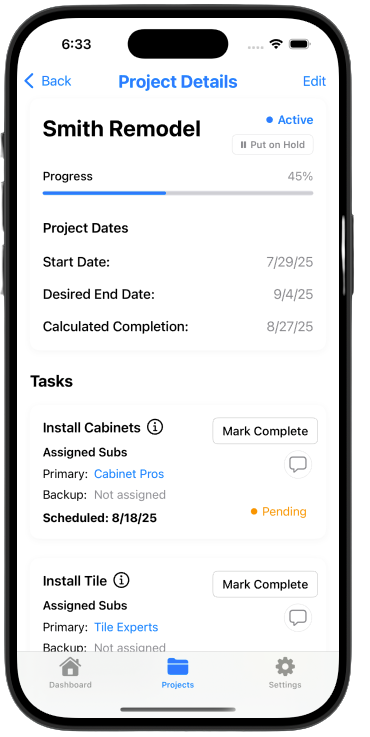 6:33
Back
Project Details
Edit
Smith Remodel
Active
Put on Hold
Progress
45%
Project Dates
Start Date:
7/29/25
Desired End Date:
9/4/25
Calculated Completion:
8/27/25
Tasks
Install Cabinets
Mark Complete
Assigned Subs
Primary: Cabinet Pros
Backup: Not assigned
Scheduled: 8/18/25
Pending
Install Tile
Mark Complete
Assigned Subs
Primary: Tile Experts
Backup: Not assigned
Dashboard
Projects
Settings